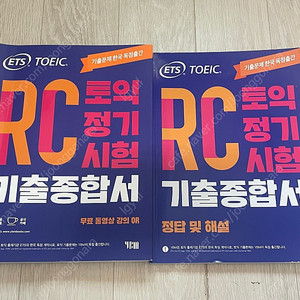 기출문제 한국 독점출간
ETS TOEIC
RC
토익
정기
시험
기출종합서
무료 동영상 강의 QR
YBM
기출문제 한국 독점출간
ETS TOEIC
RC
토익
정기
시험
기출종합서
정답 및 해설